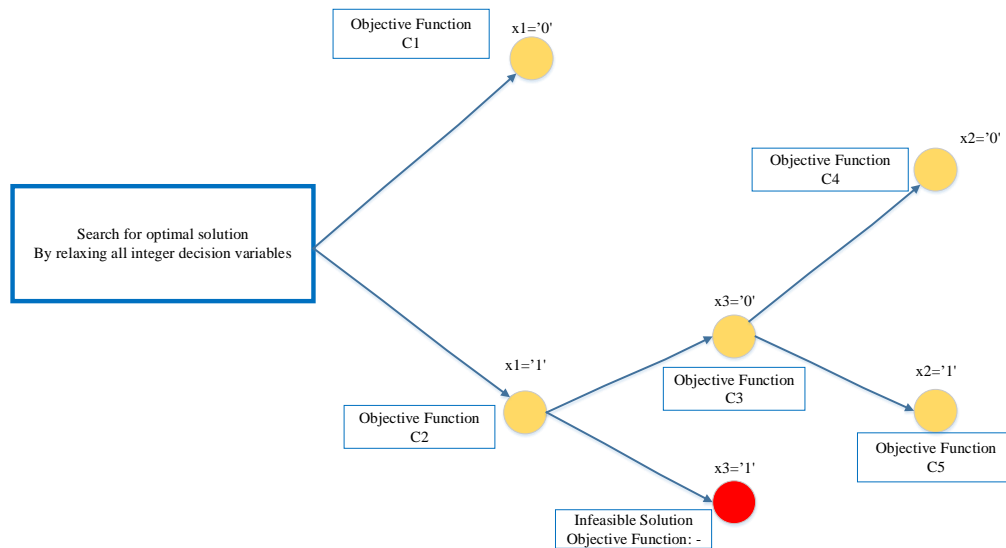 Objective Function
C1
x1='0'
x2='0'
Objective Function
C4
Search for optimal solution
By relaxing all integer decision variables
x3='0'
x1='1'
Objective Function
C3
x2='1'
Objective Function
C2
Objective Function
C5
x3='1'
Infeasible Solution
Objective Function: -